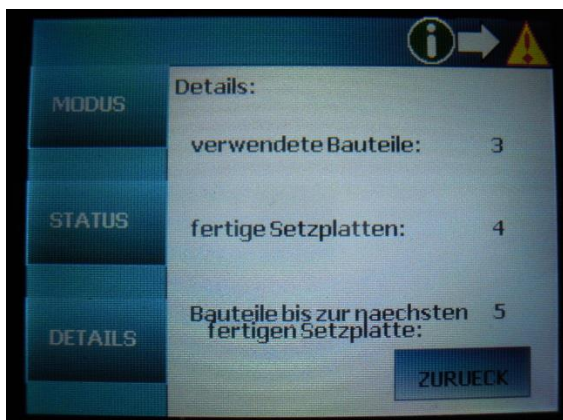 MODUS
STATUS
DETAILS
Details:
verwendete Bauteile: 3
fertige Setzplatten: 4
Bauteile bis zur naechsten 5
fertigen Setzplatte:
ZURUECK